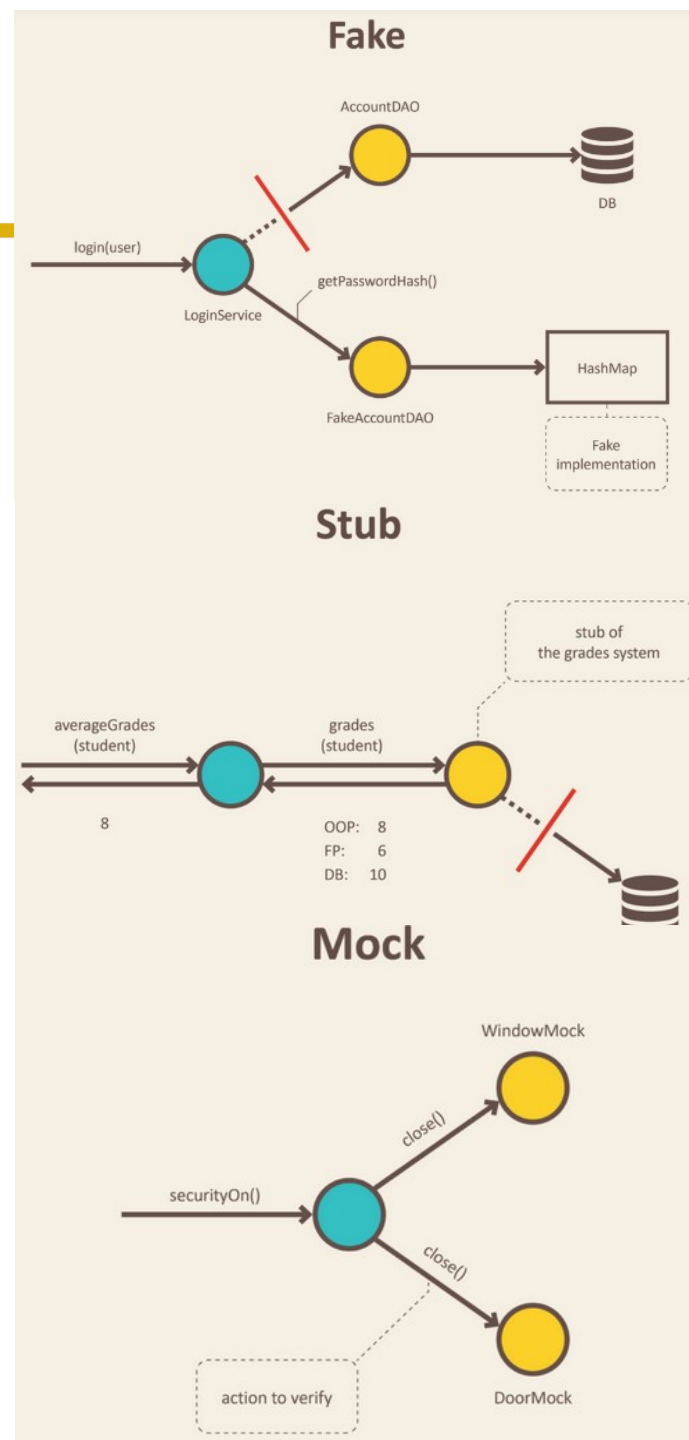 Fake
AccountDAO
DB
login(user)
getPasswordHash()
LoginService
HashMap
FakeAccountDAO
Fake
implementation
Stub
stub of
the grades system
averageGrades
(student)
grades
(student)
8
OOP: 8
FP: 6
DB: 10
Mock
WindowMock
close()
securityOn()
close()
action to verify
DoorMock